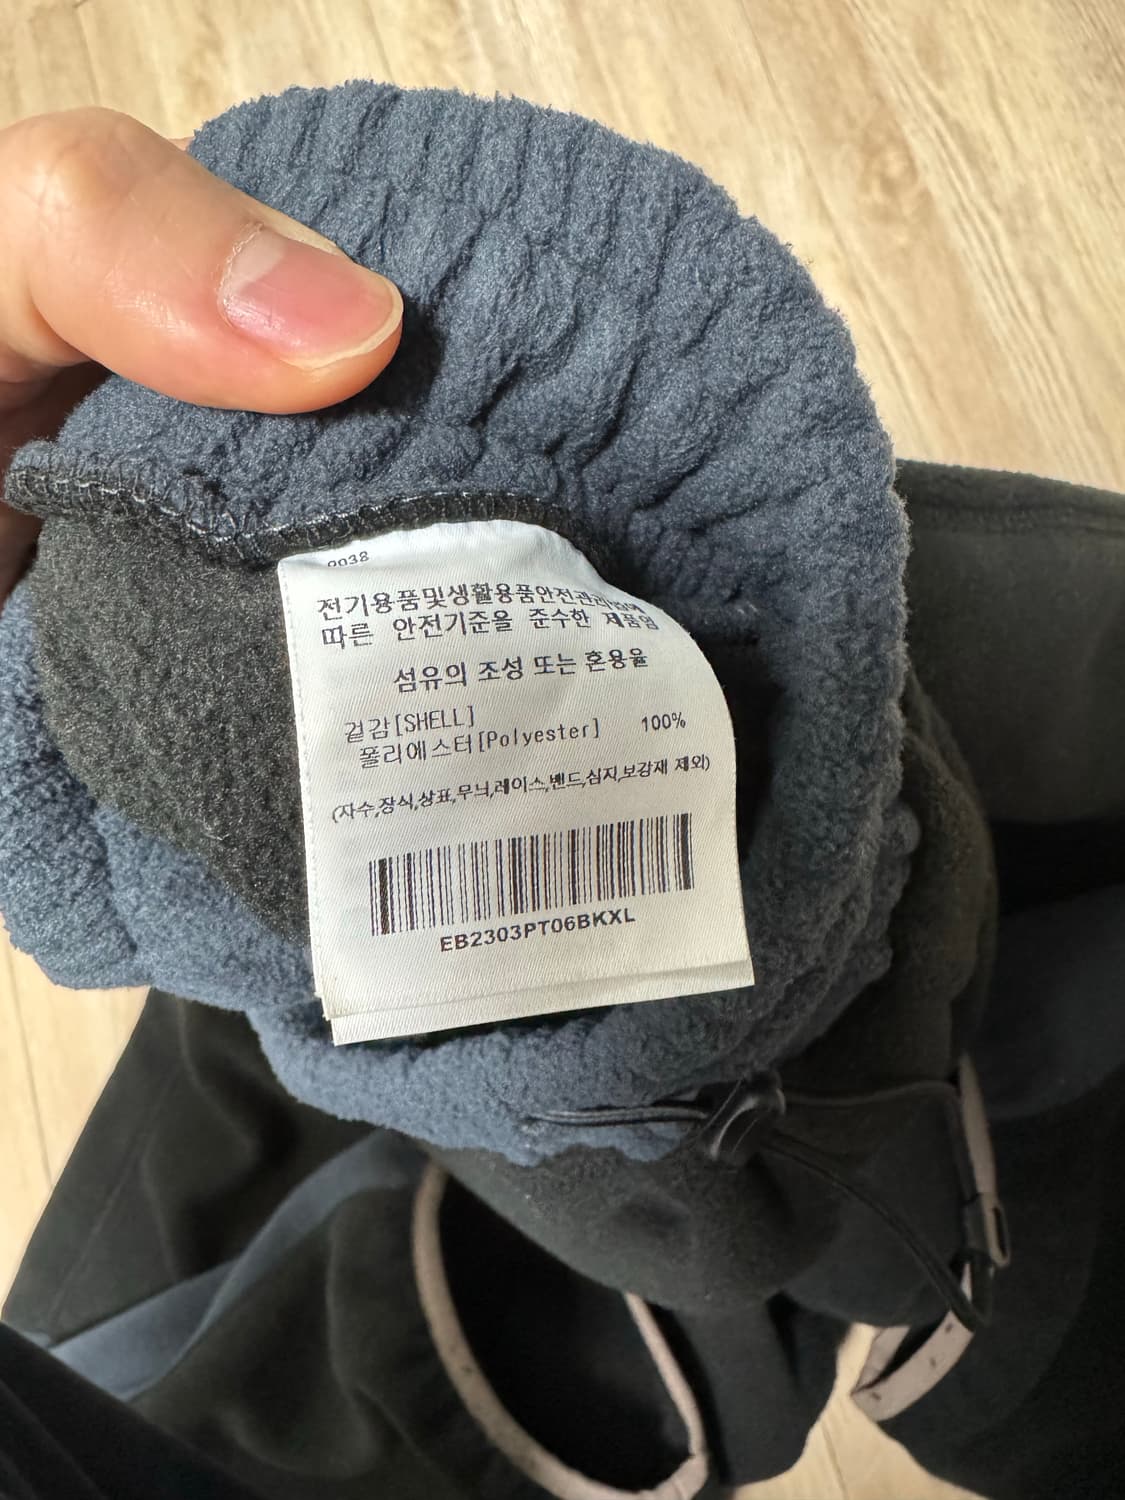 전기용품및생활용품안전관리법에
따른 안전기준을 준수한 제품임
섬유의 조성 또는 혼용율
겉감[SHELL]
폴리에스터[Polyester] 100%
(자수,장식,상표,무늬,레이스,밴드,심지,보강재 제외)
EB2303PT06BKXL